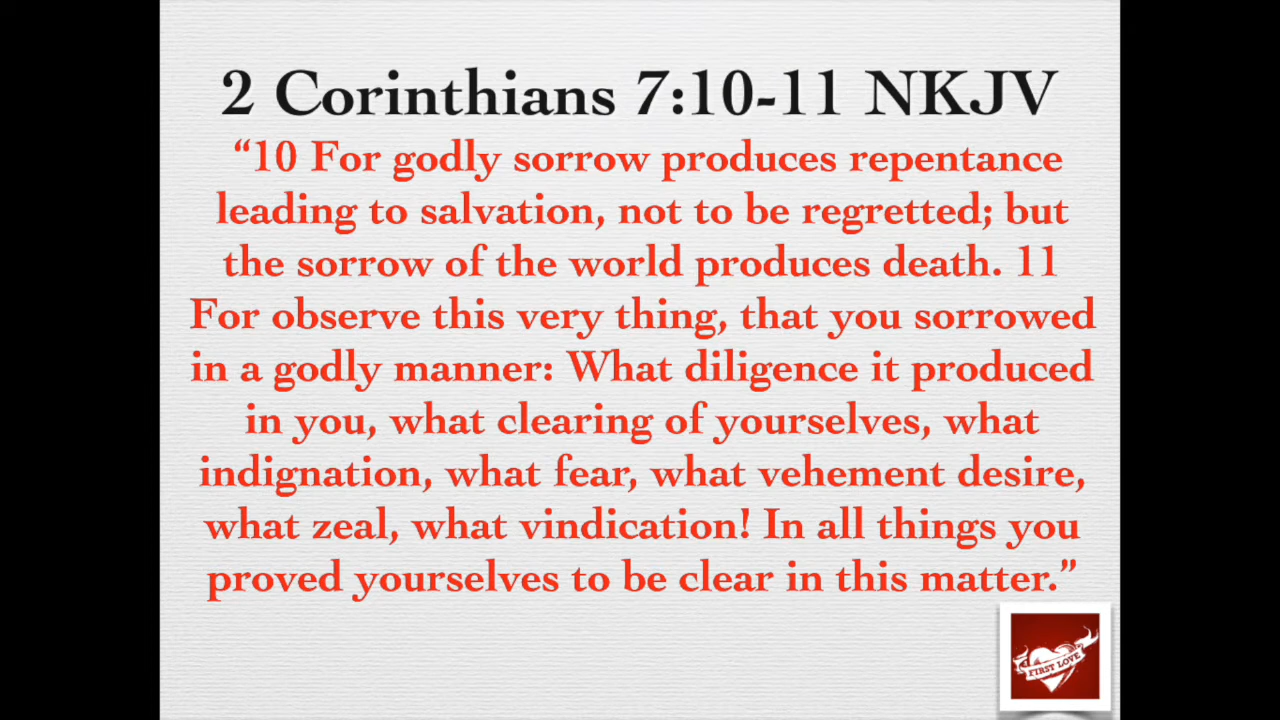 2 Corinthians 7:10-11 NKJV
“10 For godly sorrow produces repentance
leading to salvation, not to be regretted; but
the sorrow of the world produces death. 11
For observe this very thing, that you sorrowed
in a godly manner: What diligence it produced
in you, what clearing of yourselves, what
indignation, what fear, what vehement desire,
what zeal, what vindication! In all things you
proved yourselves to be clear in this matter.”
FIRST LOVE